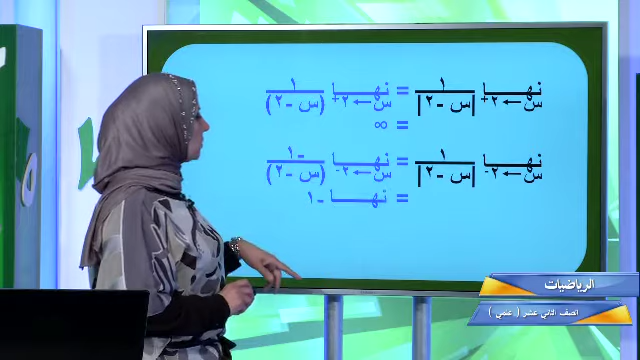 نهـــا س←٢+ ١/|س - ٢| = نهـــا س←٢+ ١/(س - ٢)
= ∞
نهـــا س←٢- ١/|س - ٢| = نهـــا س←٢- -١/(س - ٢)
= نهـــا -١
الرياضيات
الصف الثاني عشر ( علمي )